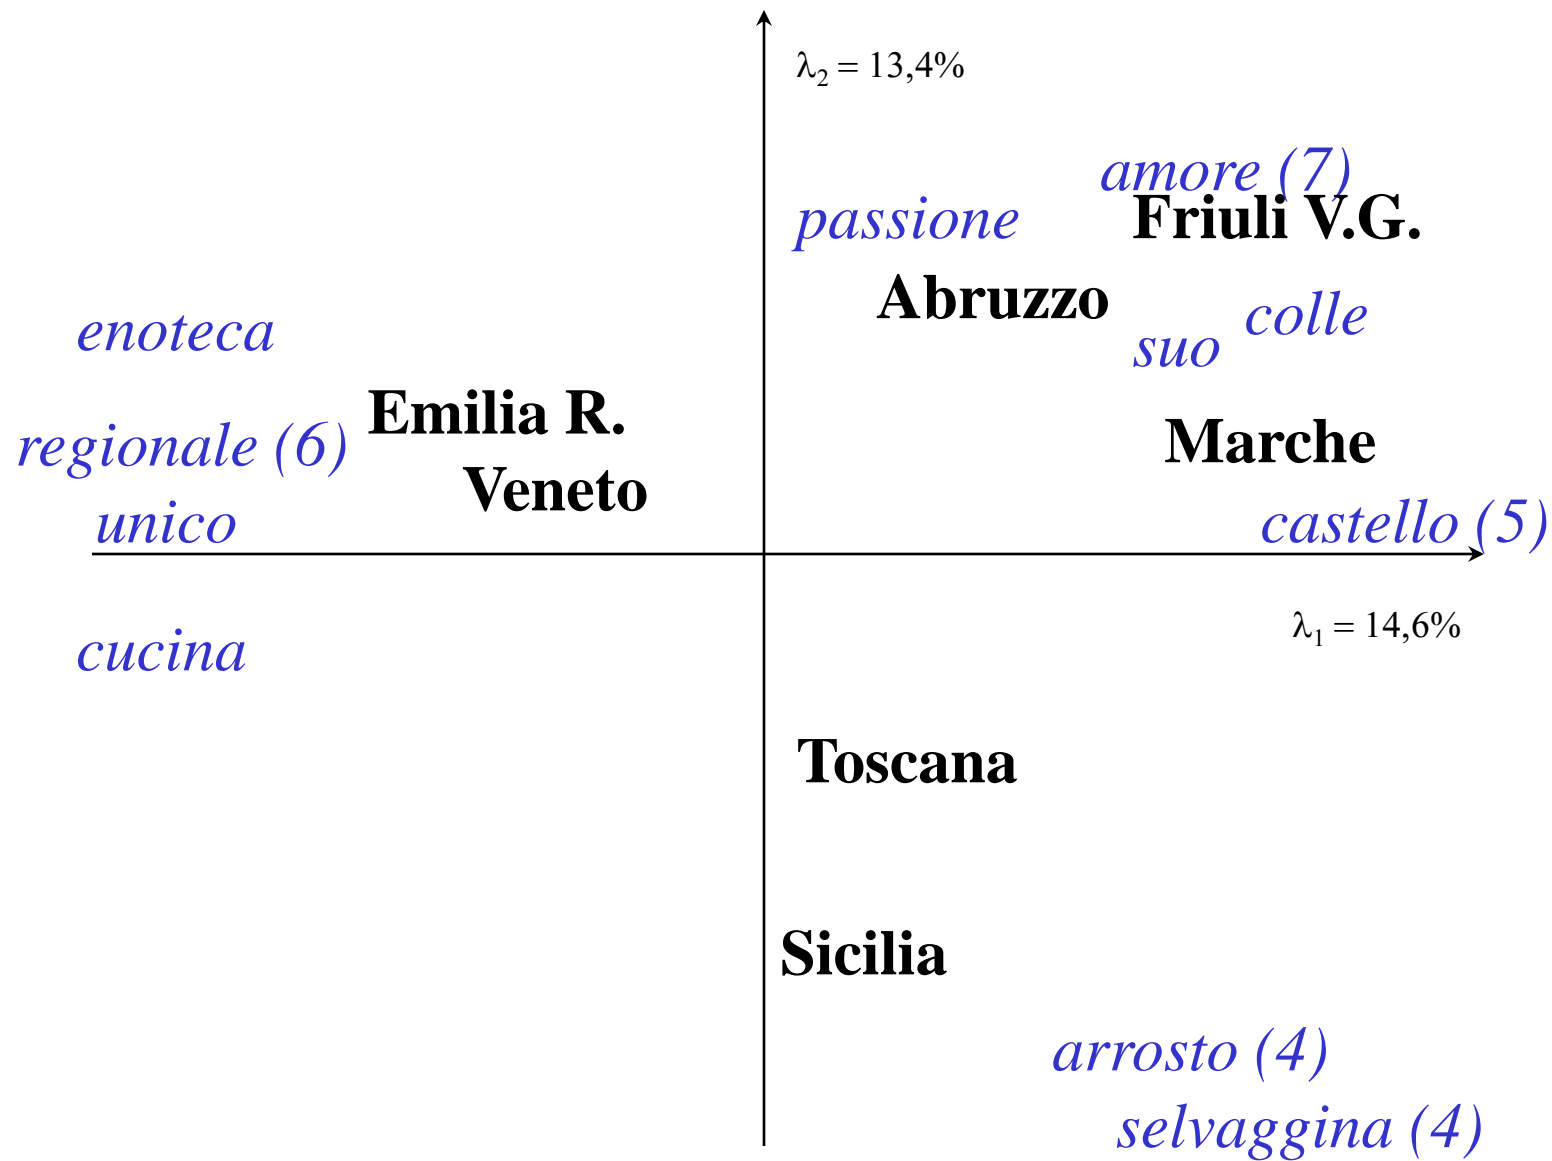 λ2 = 13,4%
amore (7)
passione
Friuli V.G.
Abruzzo
colle
enoteca
suo
Emilia R.
regionale (6)
Marche
Veneto
unico
castello (5)
λ1 = 14,6%
cucina
Toscana
Sicilia
arrosto (4)
selvaggina (4)